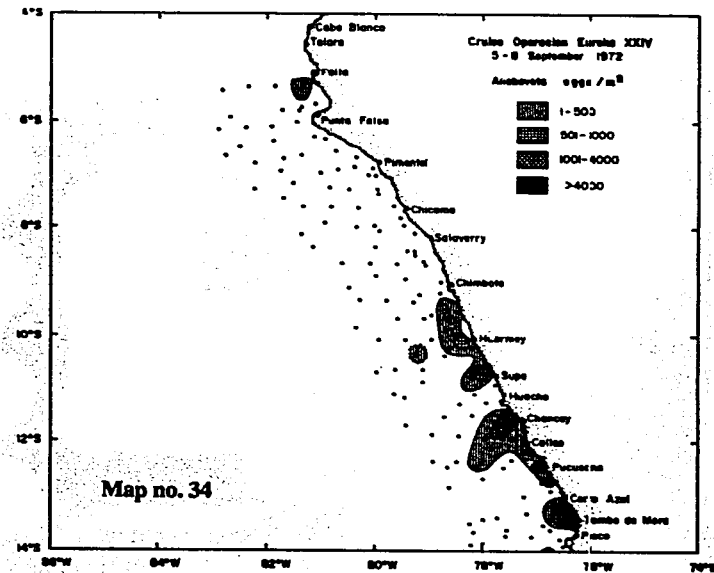 4°S
6°S
8°S
10°S
12°S
14°S
Cabo Blanco
Talara
Paita
Punta Falsa
Pimentel
Chicama
Salaverry
Chimbote
Huarmey
Supe
Huacho
Chancay
Callao
Pucusana
Cerro Azul
Tambo de Mora
Pisco
Cruise Operacion Eureka XXIV
5-8 September 1972
Anchoveta eggs/m²
1-500
501-1000
1001-4000
>4000
Map no. 34
84°W
82°W
80°W
78°W
76°W
74°W